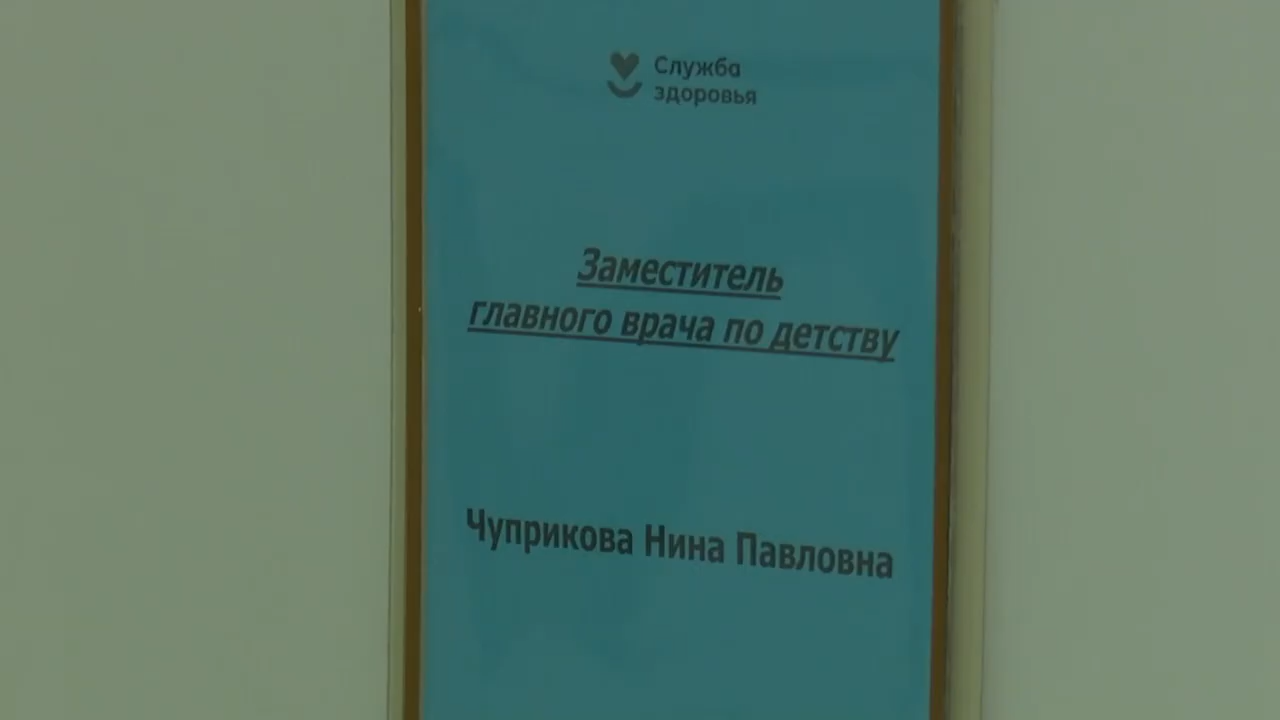 Служба
здоровья
Заместитель
главного врача по детству
Чуприкова Нина Павловна